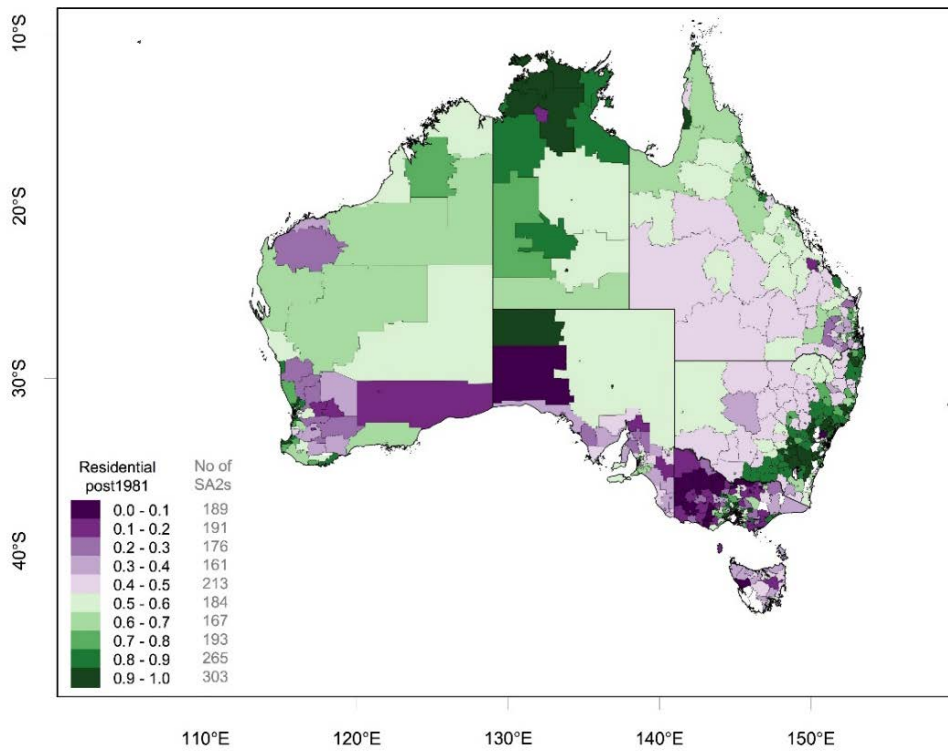 10°S
20°S
30°S
40°S
Residential post1981 No of SA2s
0.0 - 0.1 189
0.1 - 0.2 191
0.2 - 0.3 176
0.3 - 0.4 161
0.4 - 0.5 213
0.5 - 0.6 184
0.6 - 0.7 167
0.7 - 0.8 193
0.8 - 0.9 265
0.9 - 1.0 303
110°E 120°E 130°E 140°E 150°E